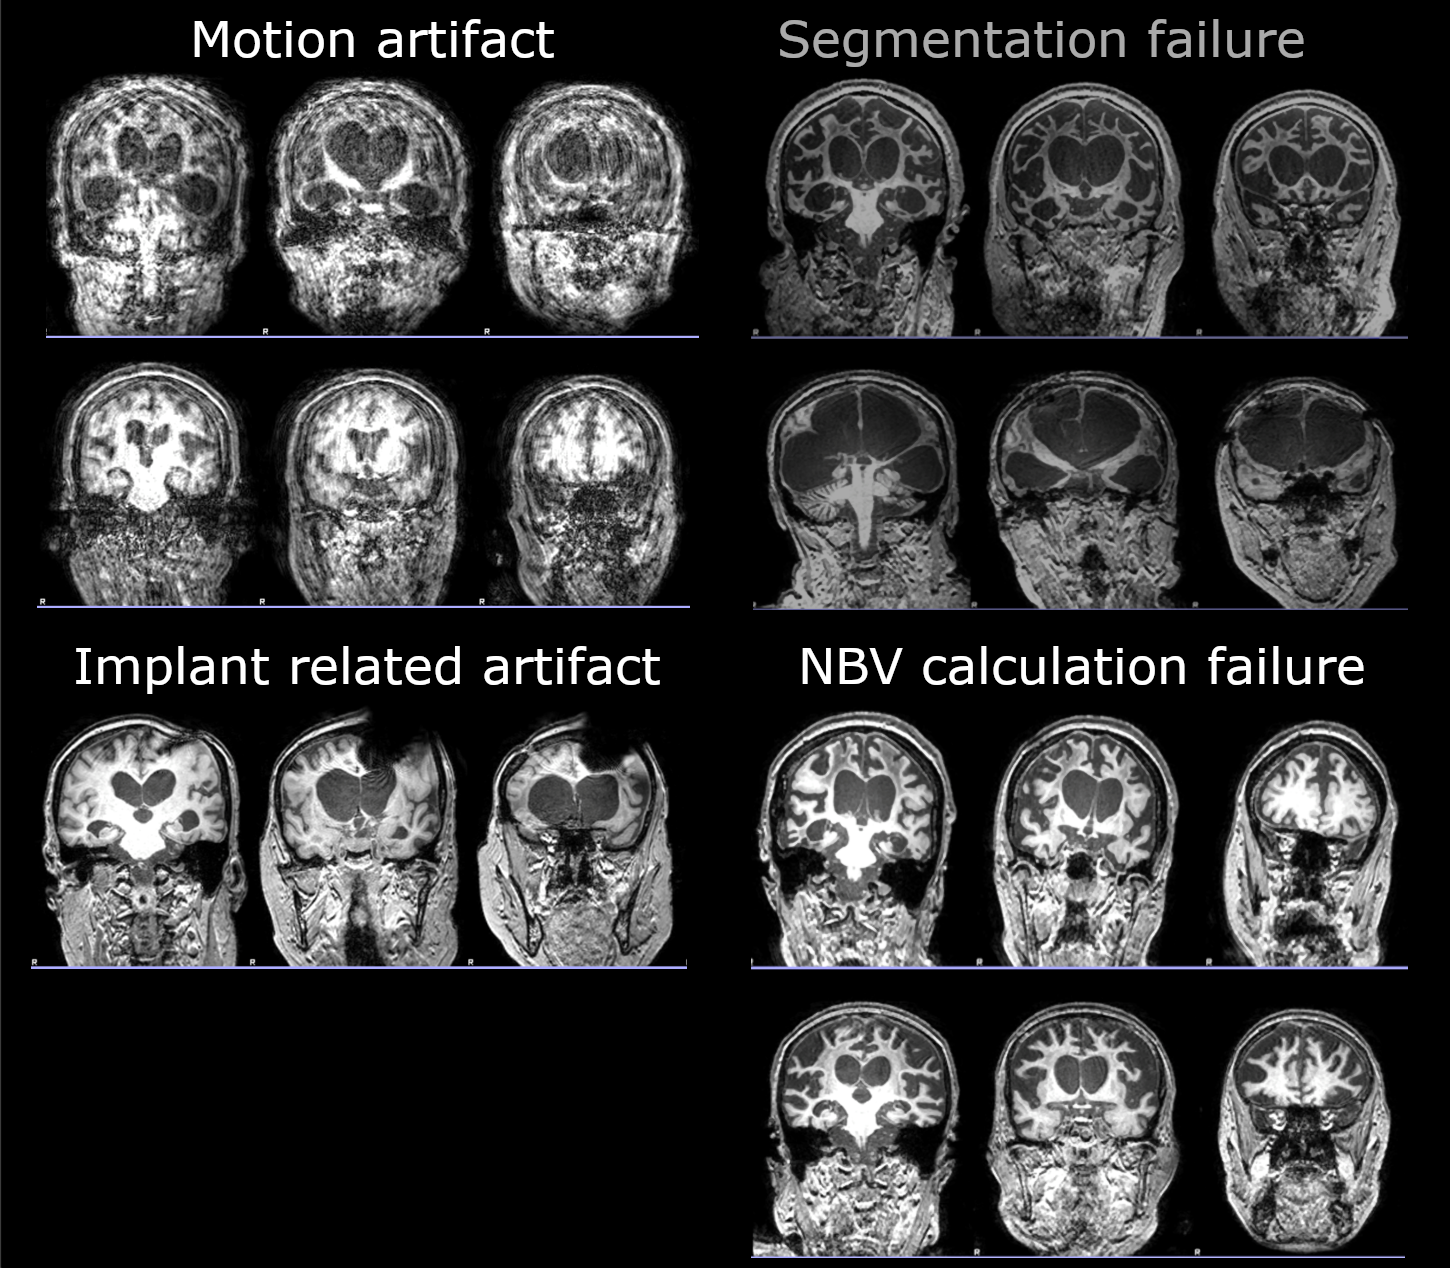 Motion artifact
Segmentation failure
R
R
R
R
R
R
R
R
R
R
Implant related artifact
NBV calculation failure
R
R
R
R
R
R
R